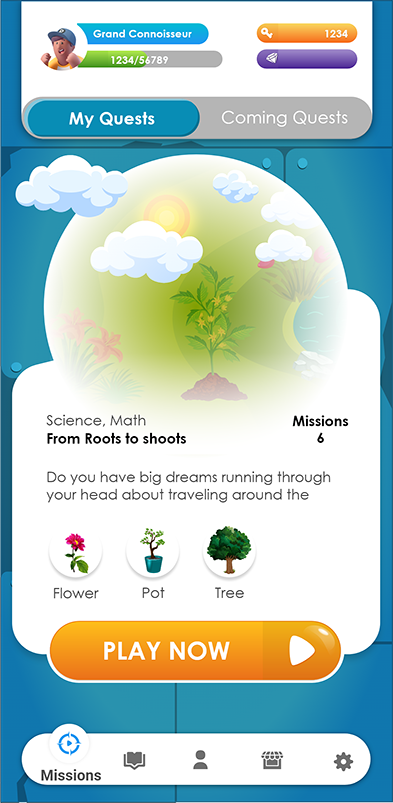 Grand Connoisseur
1234/56789
1234
My Quests
Coming Quests
Science, Math
From Roots to shoots
Missions
6
Do you have big dreams running through
your head about traveling around the
Flower
Pot
Tree
PLAY NOW
Missions